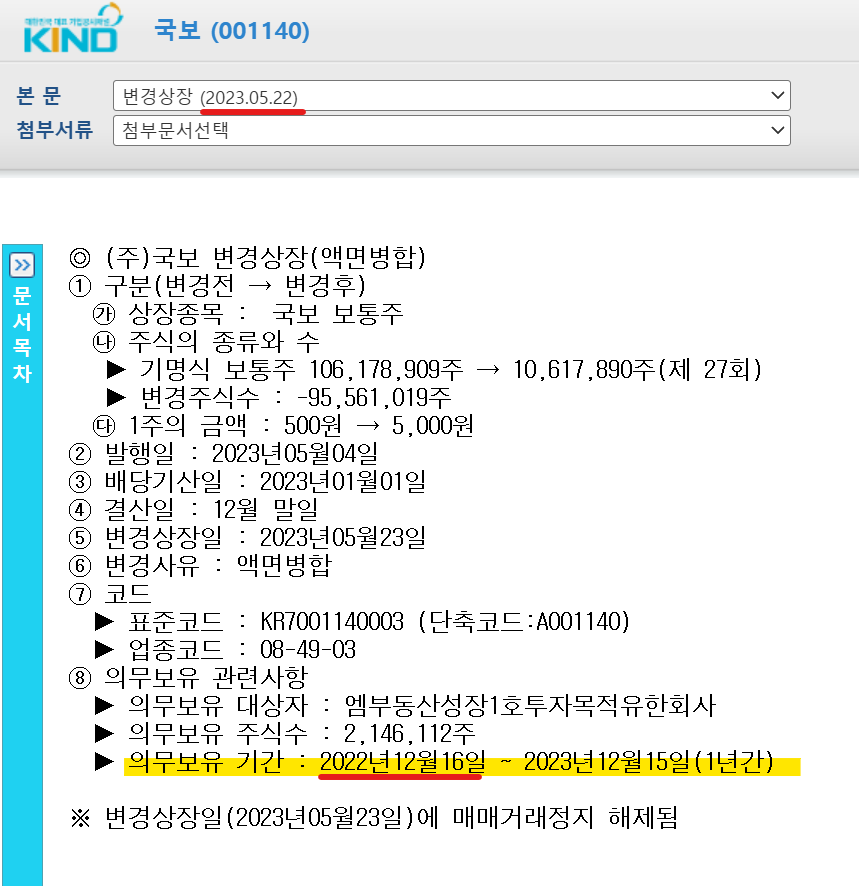 대한민국 대표 기업공시채널
KIND 국보 (001140)
본 문 변경상장 (2023.05.22)
첨부서류 첨부문서선택
문서목차
◎ (주)국보 변경상장(액면병합)
① 구분(변경전 → 변경후)
㉮ 상장종목 : 국보 보통주
㉯ 주식의 종류와 수
▶ 기명식 보통주 106,178,909주 → 10,617,890주(제 27회)
▶ 변경주식수 : -95,561,019주
㉰ 1주의 금액 : 500원 → 5,000원
② 발행일 : 2023년05월04일
③ 배당기산일 : 2023년01월01일
④ 결산일 : 12월 말일
⑤ 변경상장일 : 2023년05월23일
⑥ 변경사유 : 액면병합
⑦ 코드
▶ 표준코드 : KR7001140003 (단축코드:A001140)
▶ 업종코드 : 08-49-03
⑧ 의무보유 관련사항
▶ 의무보유 대상자 : 엠부동산성장1호투자목적유한회사
▶ 의무보유 주식수 : 2,146,112주
▶ 의무보유 기간 : 2022년12월16일 ~ 2023년12월15일(1년간)
※ 변경상장일(2023년05월23일)에 매매거래정지 해제됨